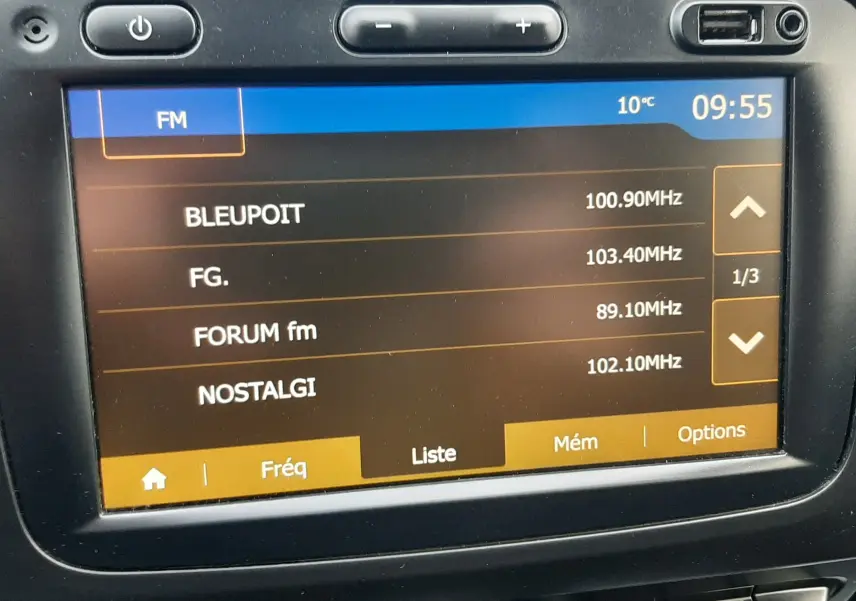 − +
FM 10°C 09:55
BLEUPOIT 100.90MHz
FG. 103.40MHz
FORUM fm 89.10MHz
NOSTALGI 102.10MHz
1/3
Fréq | Liste Mém | Options